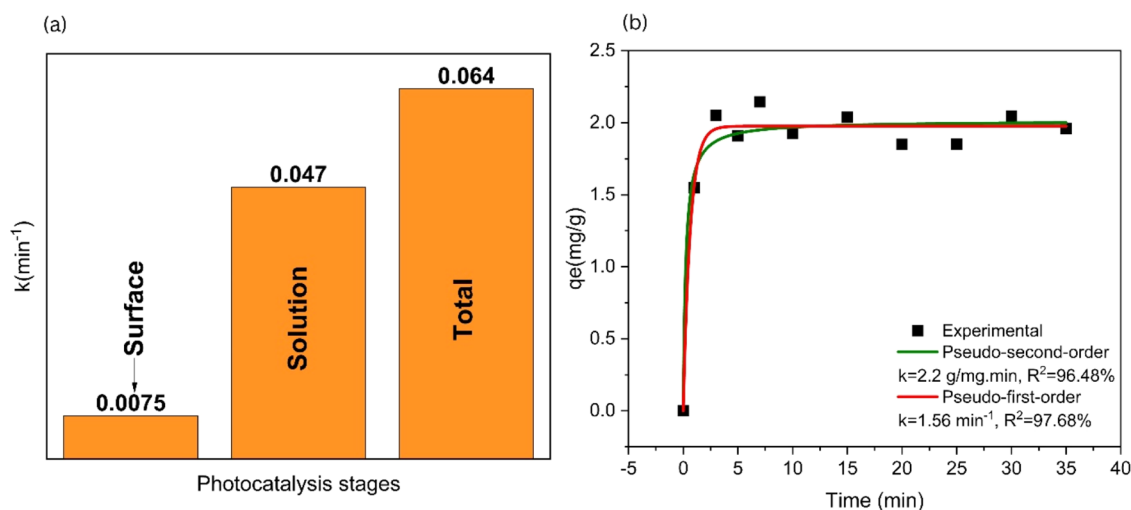 (a)
0.064
0.047
0.0075
Surface
Solution
Total
k(min⁻¹)
Photocatalysis stages
(b)
2.5
2.0
1.5
1.0
0.5
0.0
qe(mg/g)
Experimental
Pseudo-second-order
k=2.2 g/mg.min, R²=96.48%
Pseudo-first-order
k=1.56 min⁻¹, R²=97.68%
-5 0 5 10 15 20 25 30 35 40
Time (min)